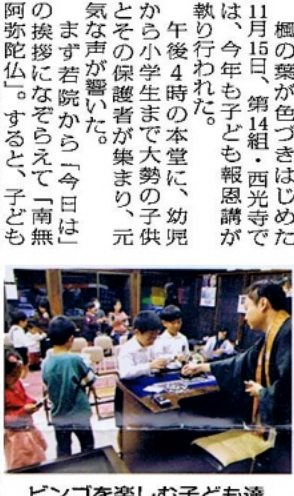 楓の葉が色づきはじめた
11月15日、第14組・西光寺で
は、今年も子ども報恩講が
執り行われた。
午後4時の本堂に、幼児
から小学生まで大勢の子供
とその保護者が集まり、元
気な声が響いた。
まず若院から「今日は」
の挨拶になぞらえて「南無
阿弥陀仏」。すると、子ども
ビンゴを楽しむ子ども達